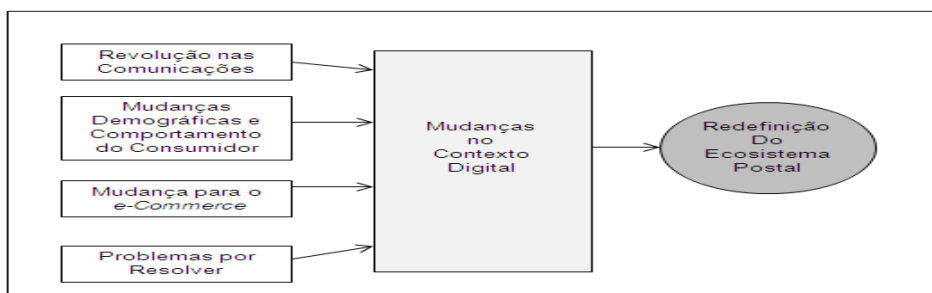 Revolução nas
Comunicações
Mudanças
Demográficas e
Comportamento
do Consumidor
Mudança para o
e-Commerce
Problemas por
Resolver
Mudanças
no
Contexto
Digital
Redefinição
Do
Ecosistema
Postal